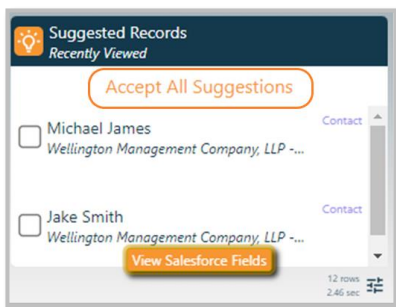 Suggested Records
Recently Viewed
Accept All Suggestions
Michael James
Contact
Wellington Management Company, LLP -...
Jake Smith
Contact
Wellington Management Company, LLP -...
View Salesforce Fields
12 rows
2.46 sec